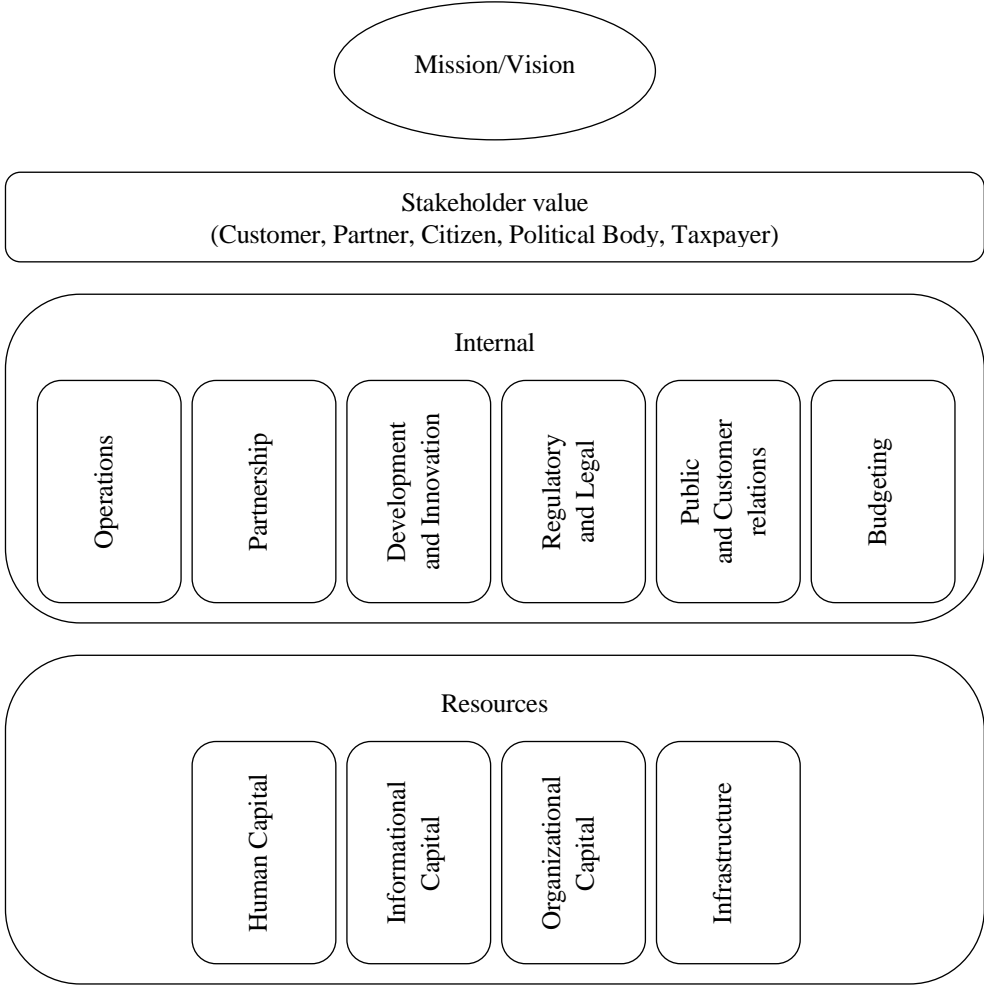 Mission/Vision
Stakeholder value
(Customer, Partner, Citizen, Political Body, Taxpayer)
Internal
Operations
Partnership
Development
and Innovation
Regulatory
and Legal
Public
and Customer
relations
Budgeting
Resources
Human Capital
Informational
Capital
Organizational
Capital
Infrastructure